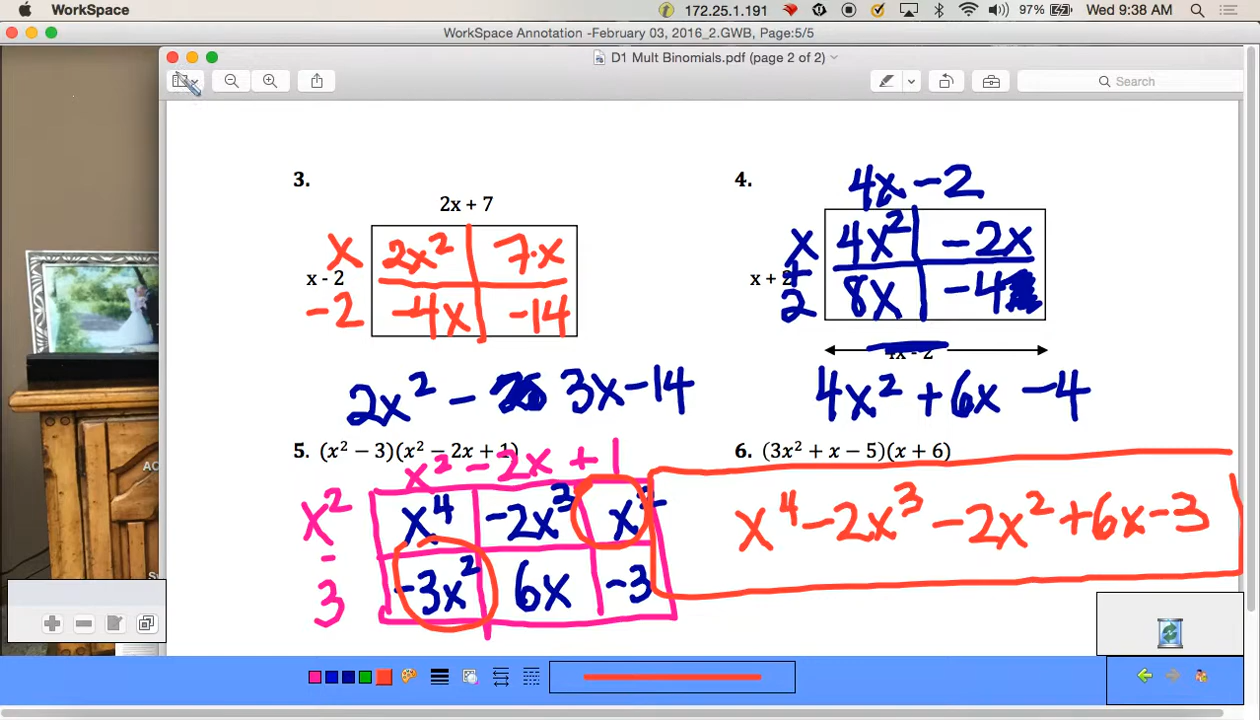 WorkSpace 172.25.1.191 97% Wed 9:38 AM
WorkSpace Annotation -February 03, 2016_2.GWB, Page:5/5
D1 Mult Binomials.pdf (page 2 of 2)
Search
3.
2x + 7
x - 2
x
-2
2x² 7·x
-4x -14
2x² - 3x-14
4.
4x -2
x + 2
x
+
2
4x² -2x
8x -4
4x - 2
4x² +6x -4
5. (x² − 3)(x² − 2x + 1)
x² -2x +1
x²
-
3
x⁴ -2x³ x²
-3x² 6x -3
6. (3x² + x − 5)(x + 6)
x⁴-2x³ -2x² +6x-3